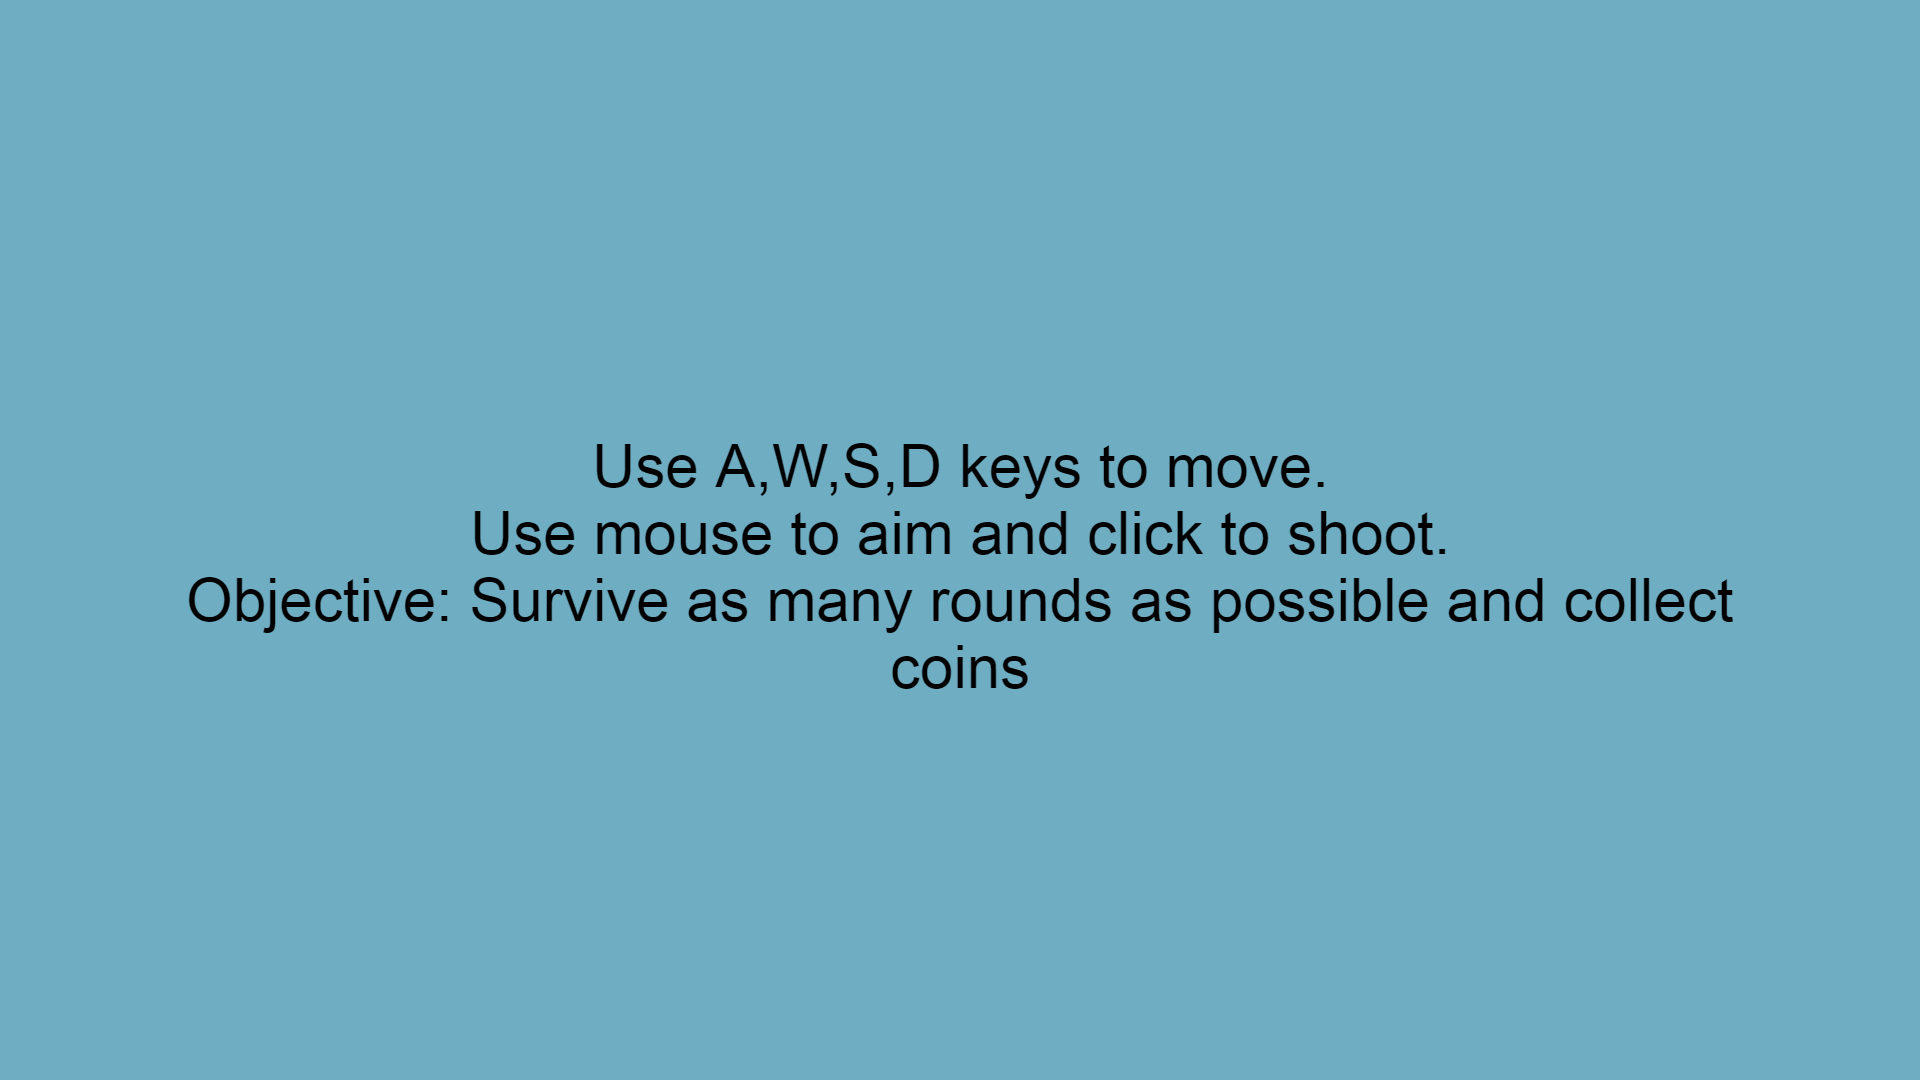 Use A,W,S,D keys to move.
Use mouse to aim and click to shoot.
Objective: Survive as many rounds as possible and collect
coins